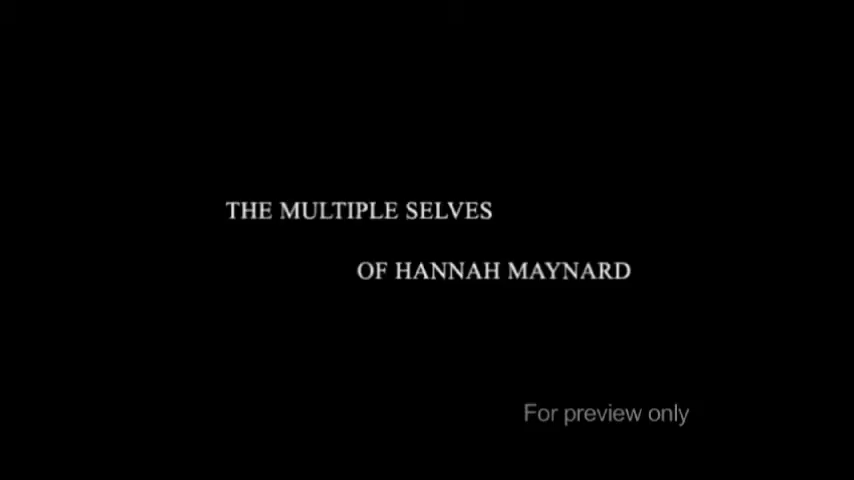 THE MULTIPLE SELVES
OF HANNAH MAYNARD
For preview only